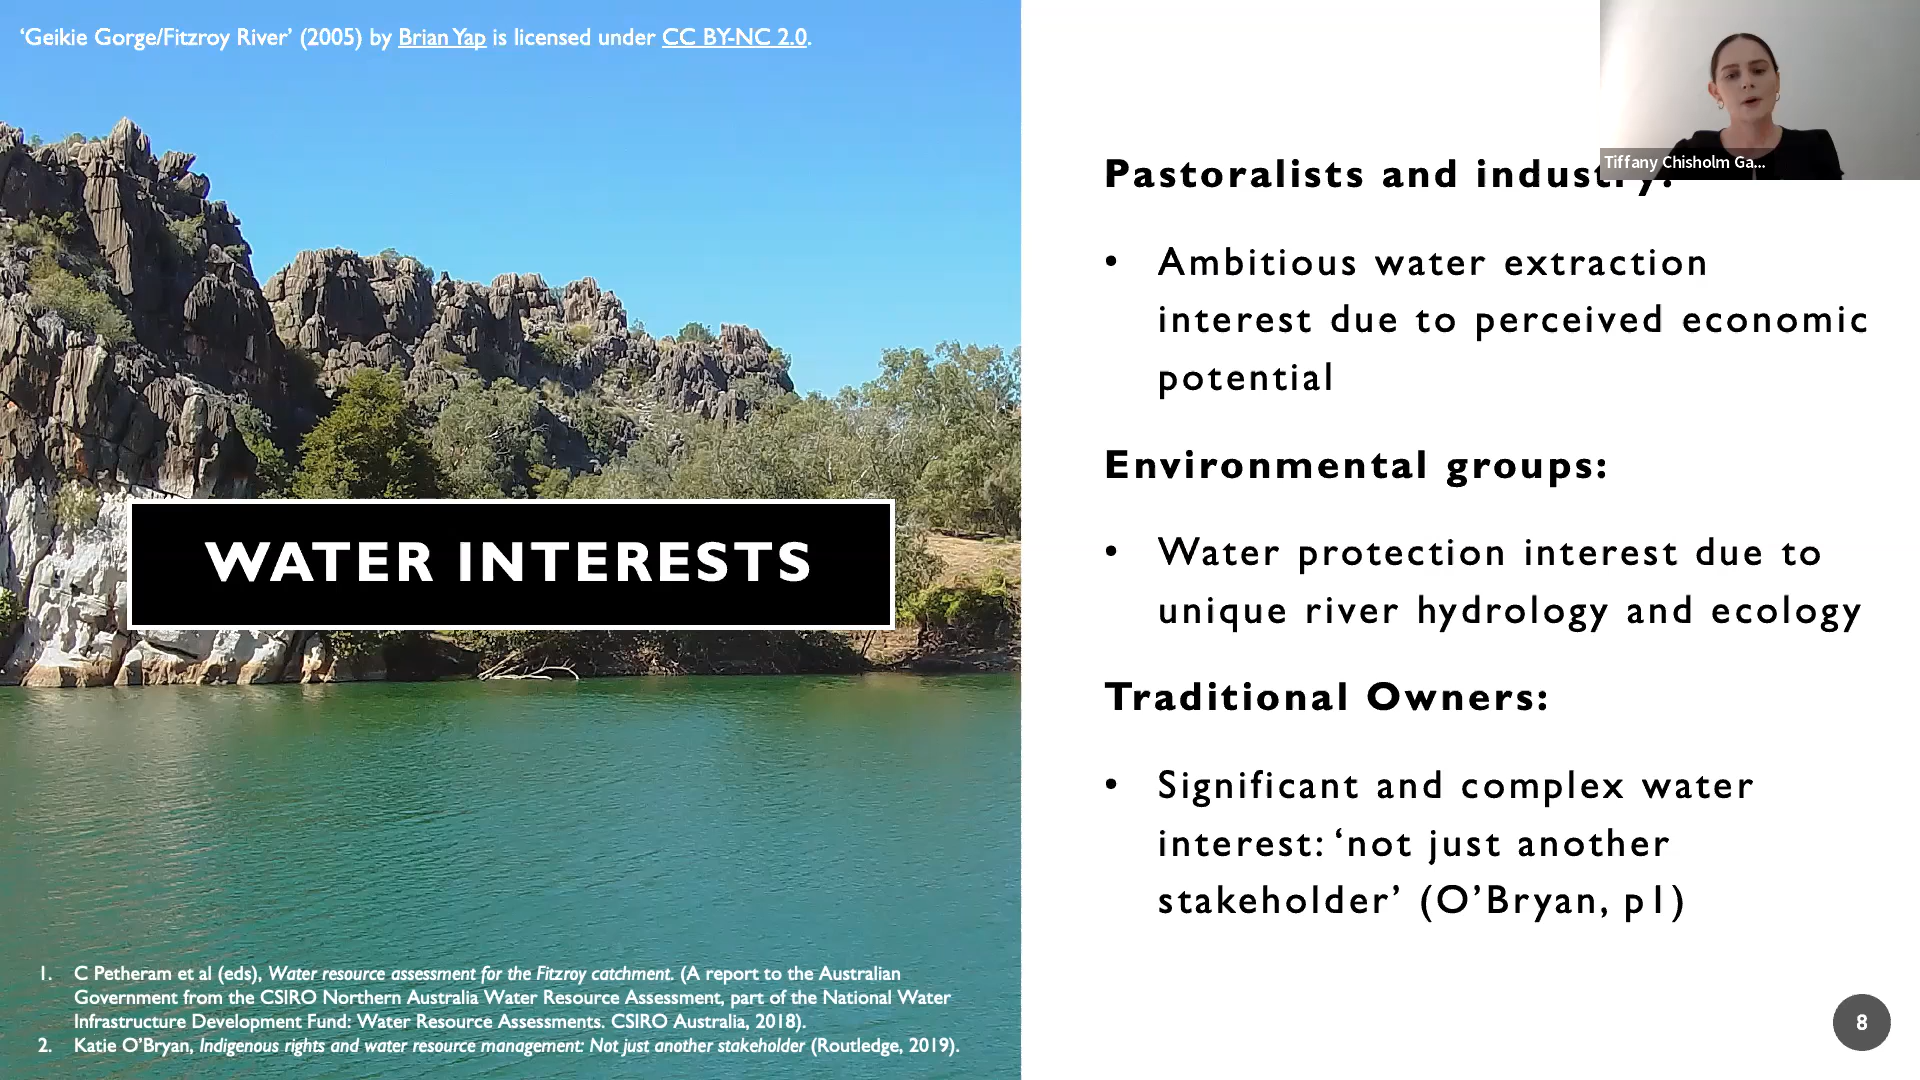 ‘Geikie Gorge/Fitzroy River’ (2005) by Brian Yap is licensed under CC BY-NC 2.0.
WATER INTERESTS
1. C Petheram et al (eds), Water resource assessment for the Fitzroy catchment. (A report to the Australian
Government from the CSIRO Northern Australia Water Resource Assessment, part of the National Water
Infrastructure Development Fund: Water Resource Assessments. CSIRO Australia, 2018).
2. Katie O’Bryan, Indigenous rights and water resource management: Not just another stakeholder (Routledge, 2019).
Tiffany Chisholm Ga...
Pastoralists and industry:
• Ambitious water extraction
interest due to perceived economic
potential
Environmental groups:
• Water protection interest due to
unique river hydrology and ecology
Traditional Owners:
• Significant and complex water
interest: ‘not just another
stakeholder’ (O’Bryan, p1)
8